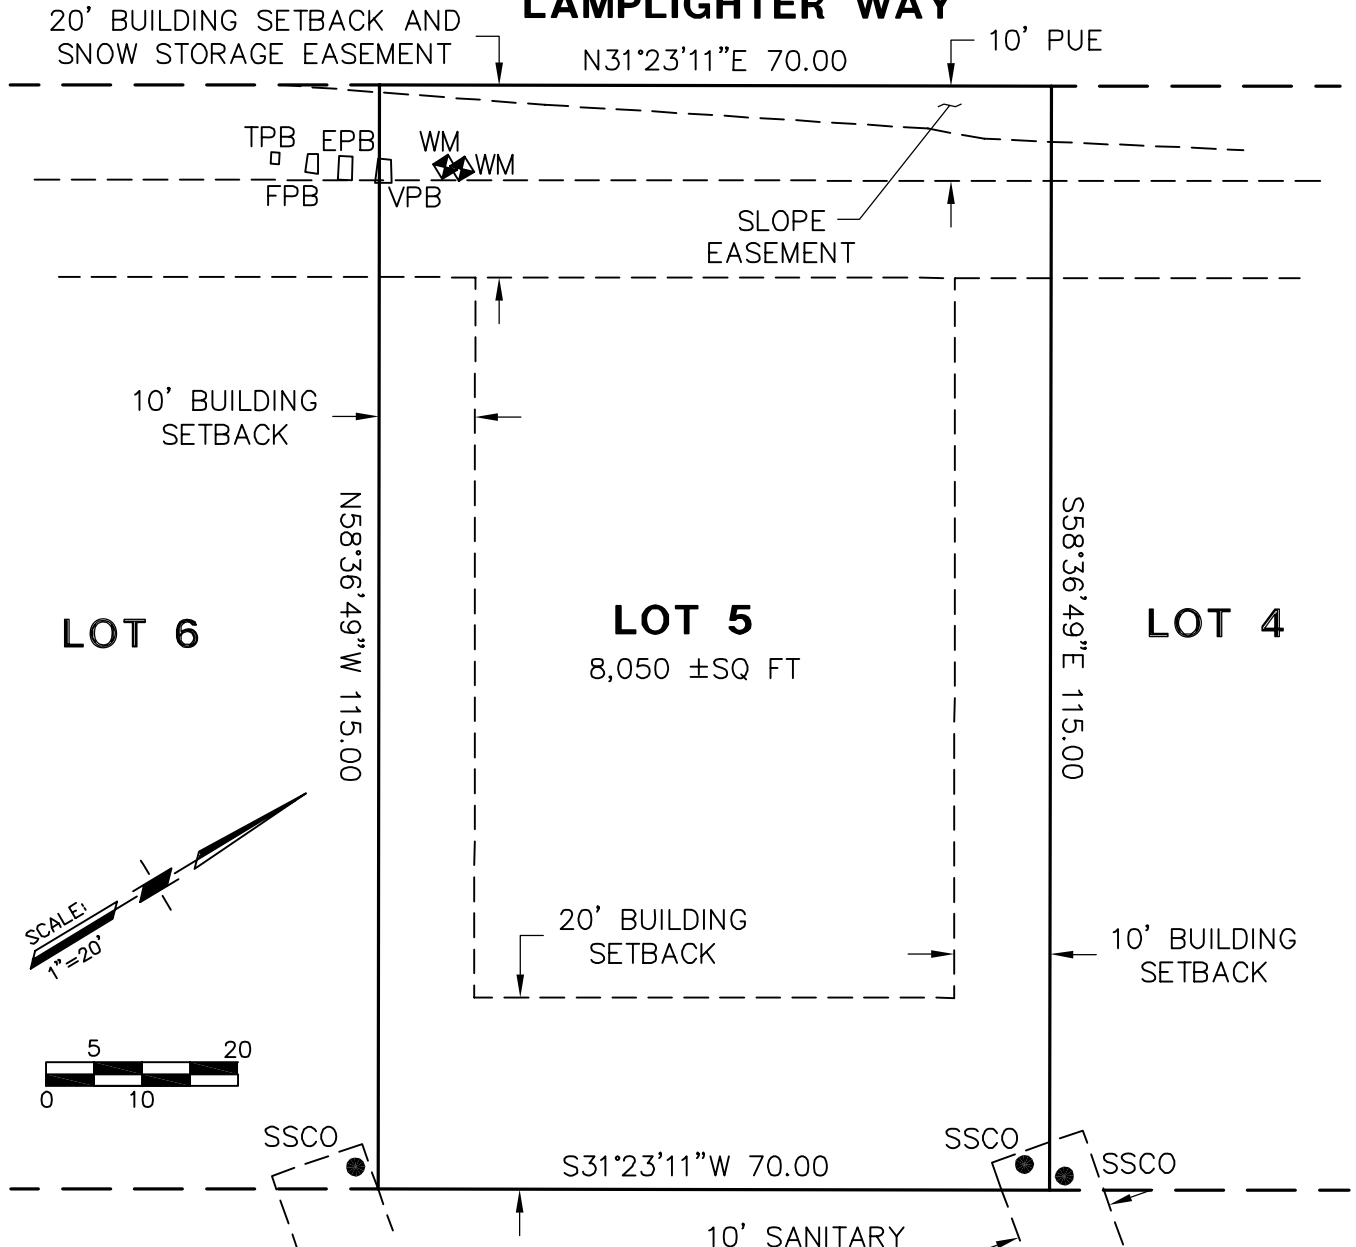 LAMPLIGHTER WAY
20' BUILDING SETBACK AND
SNOW STORAGE EASEMENT
N31°23'11"E 70.00
10' PUE
TPB
EPB
WM
WM
FPB
VPB
SLOPE
EASEMENT
10' BUILDING
SETBACK
N58°36'49"W 115.00
S58°36'49"E 115.00
LOT 6
LOT 5
8,050 ±SQ FT
LOT 4
SCALE:
1"=20'
20' BUILDING
SETBACK
10' BUILDING
SETBACK
5
20
0
10
SSCO
SSCO
SSCO
S31°23'11"W 70.00
10' SANITARY